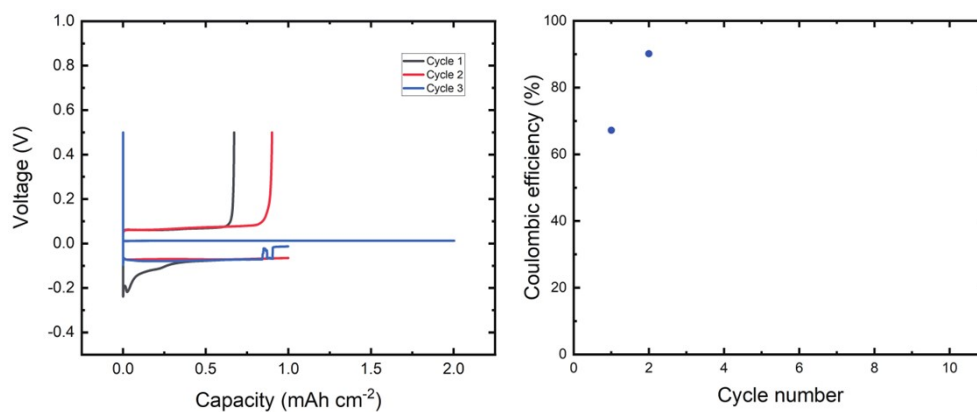 1.0
0.8
0.6
0.4
0.2
0.0
-0.2
-0.4
Voltage (V)
Cycle 1
Cycle 2
Cycle 3
0.0 0.5 1.0 1.5 2.0
Capacity (mAh cm-2)
100
80
60
40
20
0
Coulombic efficiency (%)
0 2 4 6 8 10
Cycle number